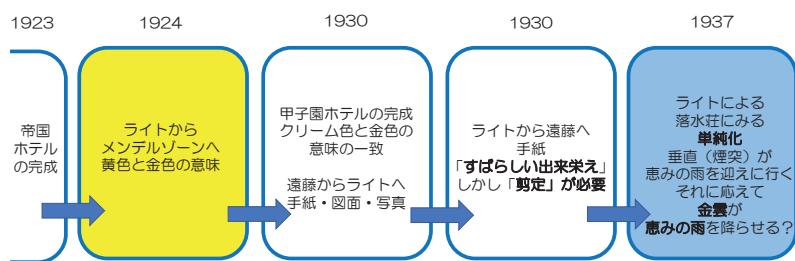 1923
1924
1930
1930
1937
帝国
ホテル
の完成
ライトから
メンデルゾーンへ
黄色と金色の意味
甲子園ホテルの完成
クリーム色と金色の
意味の一致
遠藤からライトへ
手紙・図面・写真
ライトから遠藤へ
手紙
「すばらしい出来栄え」
しかし「剪定」が必要
ライトによる
落水荘にみる
単純化
垂直（煙突）が
恵みの雨を迎えに行く
それに応えて
金雲が
恵みの雨を降らせる？